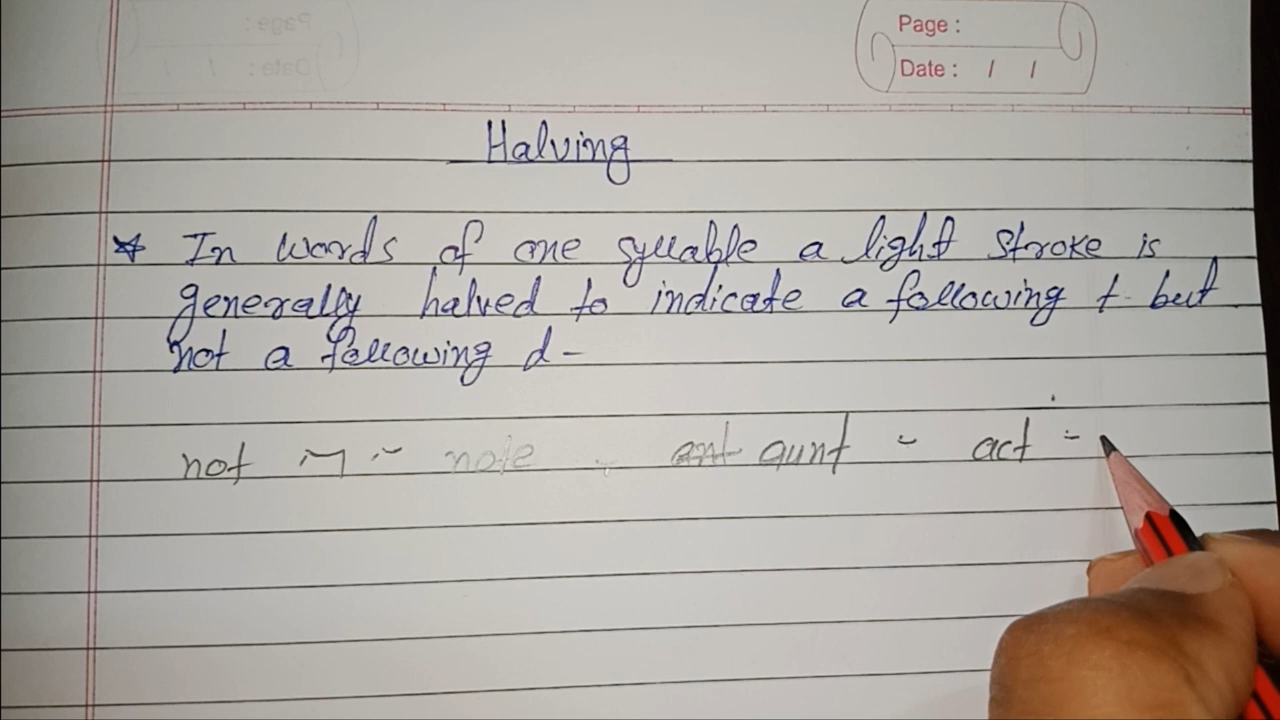 Page :
Date : / /
Halving
* In words of one syllable a light stroke is
generally halved to indicate a following t but
not a following d -
not note ant aunt act